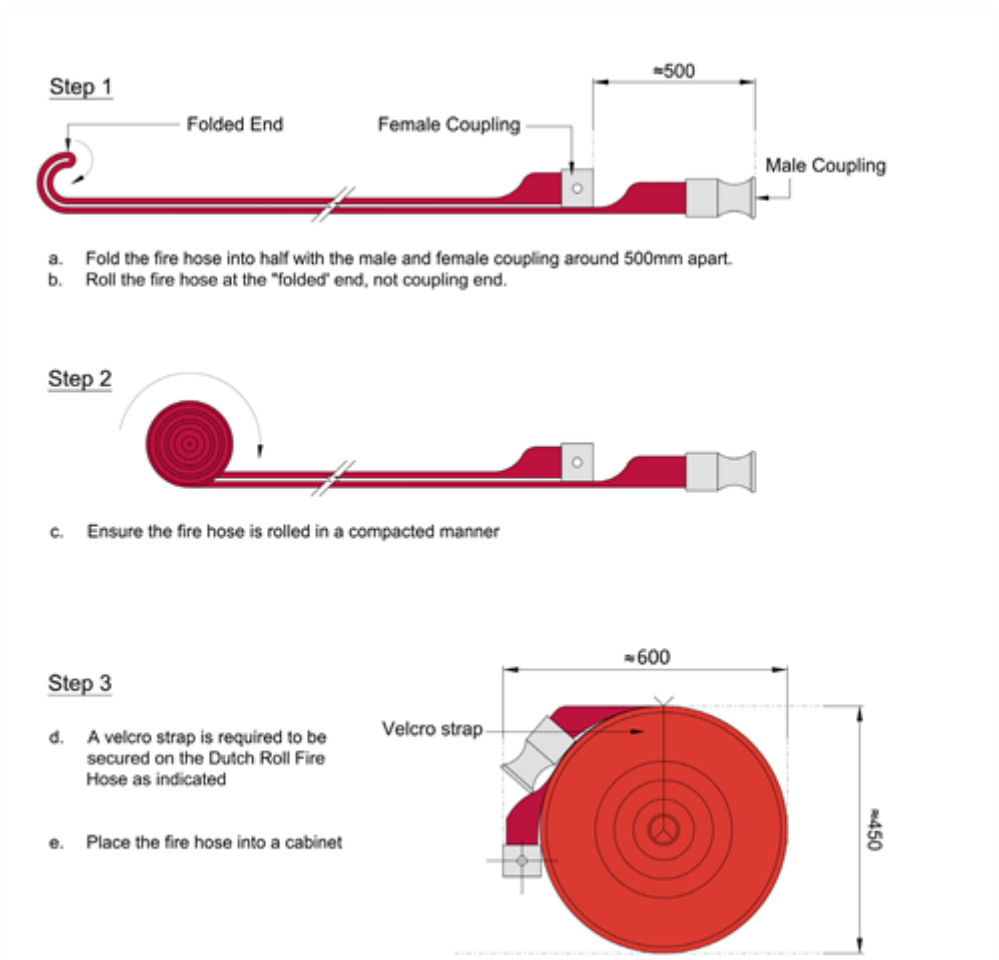 Step 1
≈500
Folded End
Female Coupling
Male Coupling
a. Fold the fire hose into half with the male and female coupling around 500mm apart.
b. Roll the fire hose at the "folded' end, not coupling end.
Step 2
c. Ensure the fire hose is rolled in a compacted manner
≈600
Step 3
Velcro strap
d. A velcro strap is required to be
secured on the Dutch Roll Fire
Hose as indicated
≈450
e. Place the fire hose into a cabinet